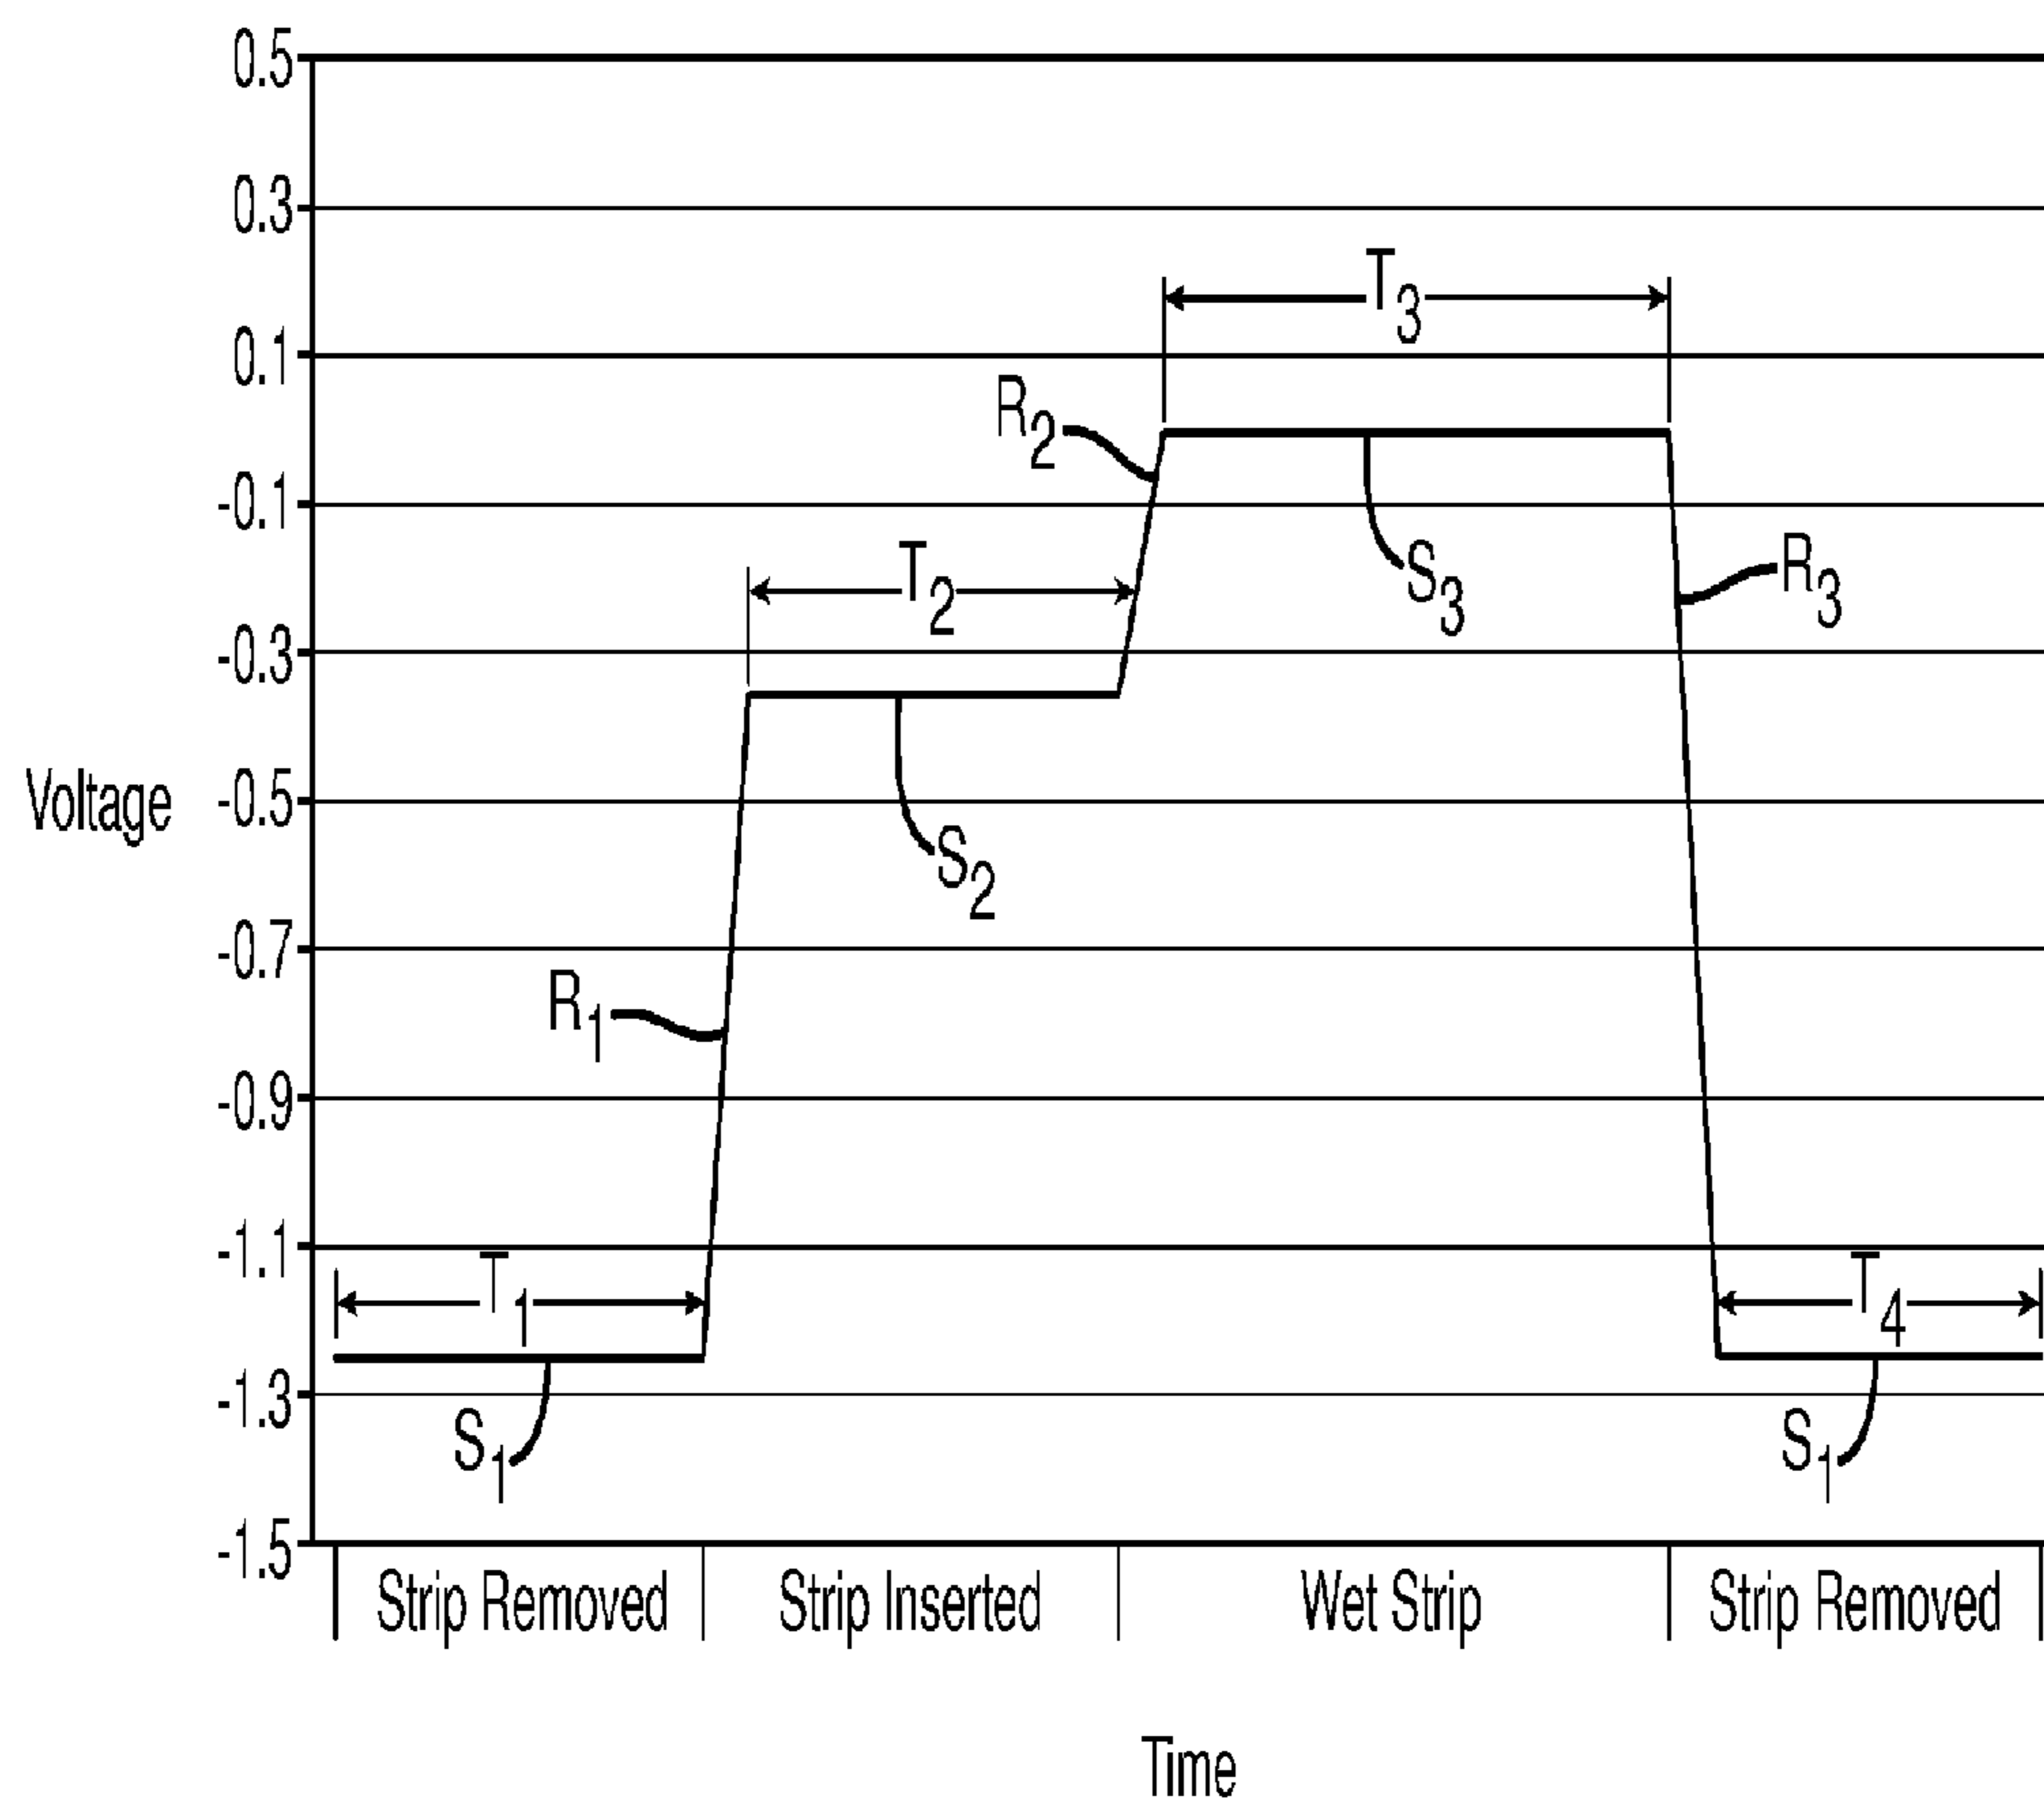 0.5
0.3
T3
0.1
R2
-0.1
T2
S3
R3
-0.3
Voltage
-0.5
S2
-0.7
R1
-0.9
-1.1
T1
T4
-1.3
S1
S1
-1.5
Strip Removed
Strip Inserted
Wet Strip
Strip Removed
Time